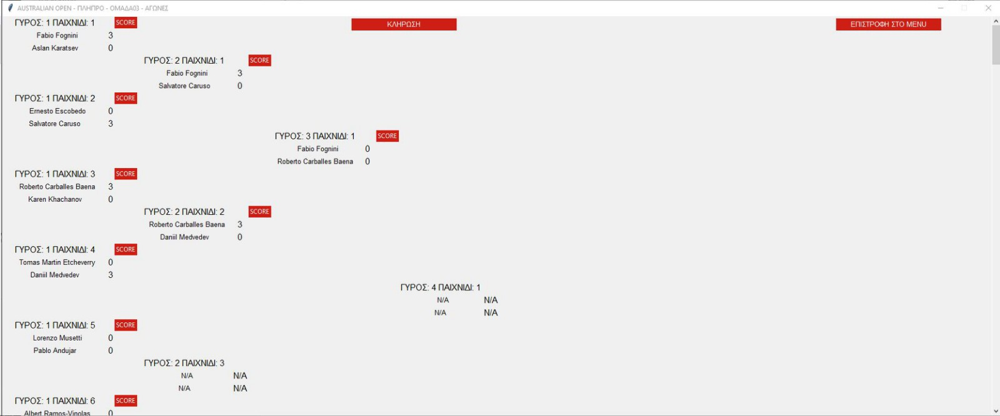 AUSTRALIAN OPEN - ΠΛΗΠΡΟ - ΟΜΑΔΑ03 - ΑΓΩΝΕΣ
ΓΥΡΟΣ: 1 ΠΑΙΧΝΙΔΙ: 1 SCORE ΚΛΗΡΩΣΗ ΕΠΙΣΤΡΟΦΗ ΣΤΟ MENU
Fabio Fognini 3
Aslan Karatsev 0
ΓΥΡΟΣ: 2 ΠΑΙΧΝΙΔΙ: 1 SCORE
Fabio Fognini 3
Salvatore Caruso 0
ΓΥΡΟΣ: 1 ΠΑΙΧΝΙΔΙ: 2 SCORE
Ernesto Escobedo 0
Salvatore Caruso 3
ΓΥΡΟΣ: 3 ΠΑΙΧΝΙΔΙ: 1 SCORE
Fabio Fognini 0
Roberto Carballes Baena 0
ΓΥΡΟΣ: 1 ΠΑΙΧΝΙΔΙ: 3 SCORE
Roberto Carballes Baena 3
Karen Khachanov 0
ΓΥΡΟΣ: 2 ΠΑΙΧΝΙΔΙ: 2 SCORE
Roberto Carballes Baena 3
Daniil Medvedev 0
ΓΥΡΟΣ: 1 ΠΑΙΧΝΙΔΙ: 4 SCORE
Tomas Martin Etcheverry 0
Daniil Medvedev 3
ΓΥΡΟΣ: 4 ΠΑΙΧΝΙΔΙ: 1
N/A N/A
N/A N/A
ΓΥΡΟΣ: 1 ΠΑΙΧΝΙΔΙ: 5 SCORE
Lorenzo Musetti 0
Pablo Andujar 0
ΓΥΡΟΣ: 2 ΠΑΙΧΝΙΔΙ: 3
N/A N/A
N/A N/A
ΓΥΡΟΣ: 1 ΠΑΙΧΝΙΔΙ: 6 SCORE
Albert Ramos-Vinolas 0